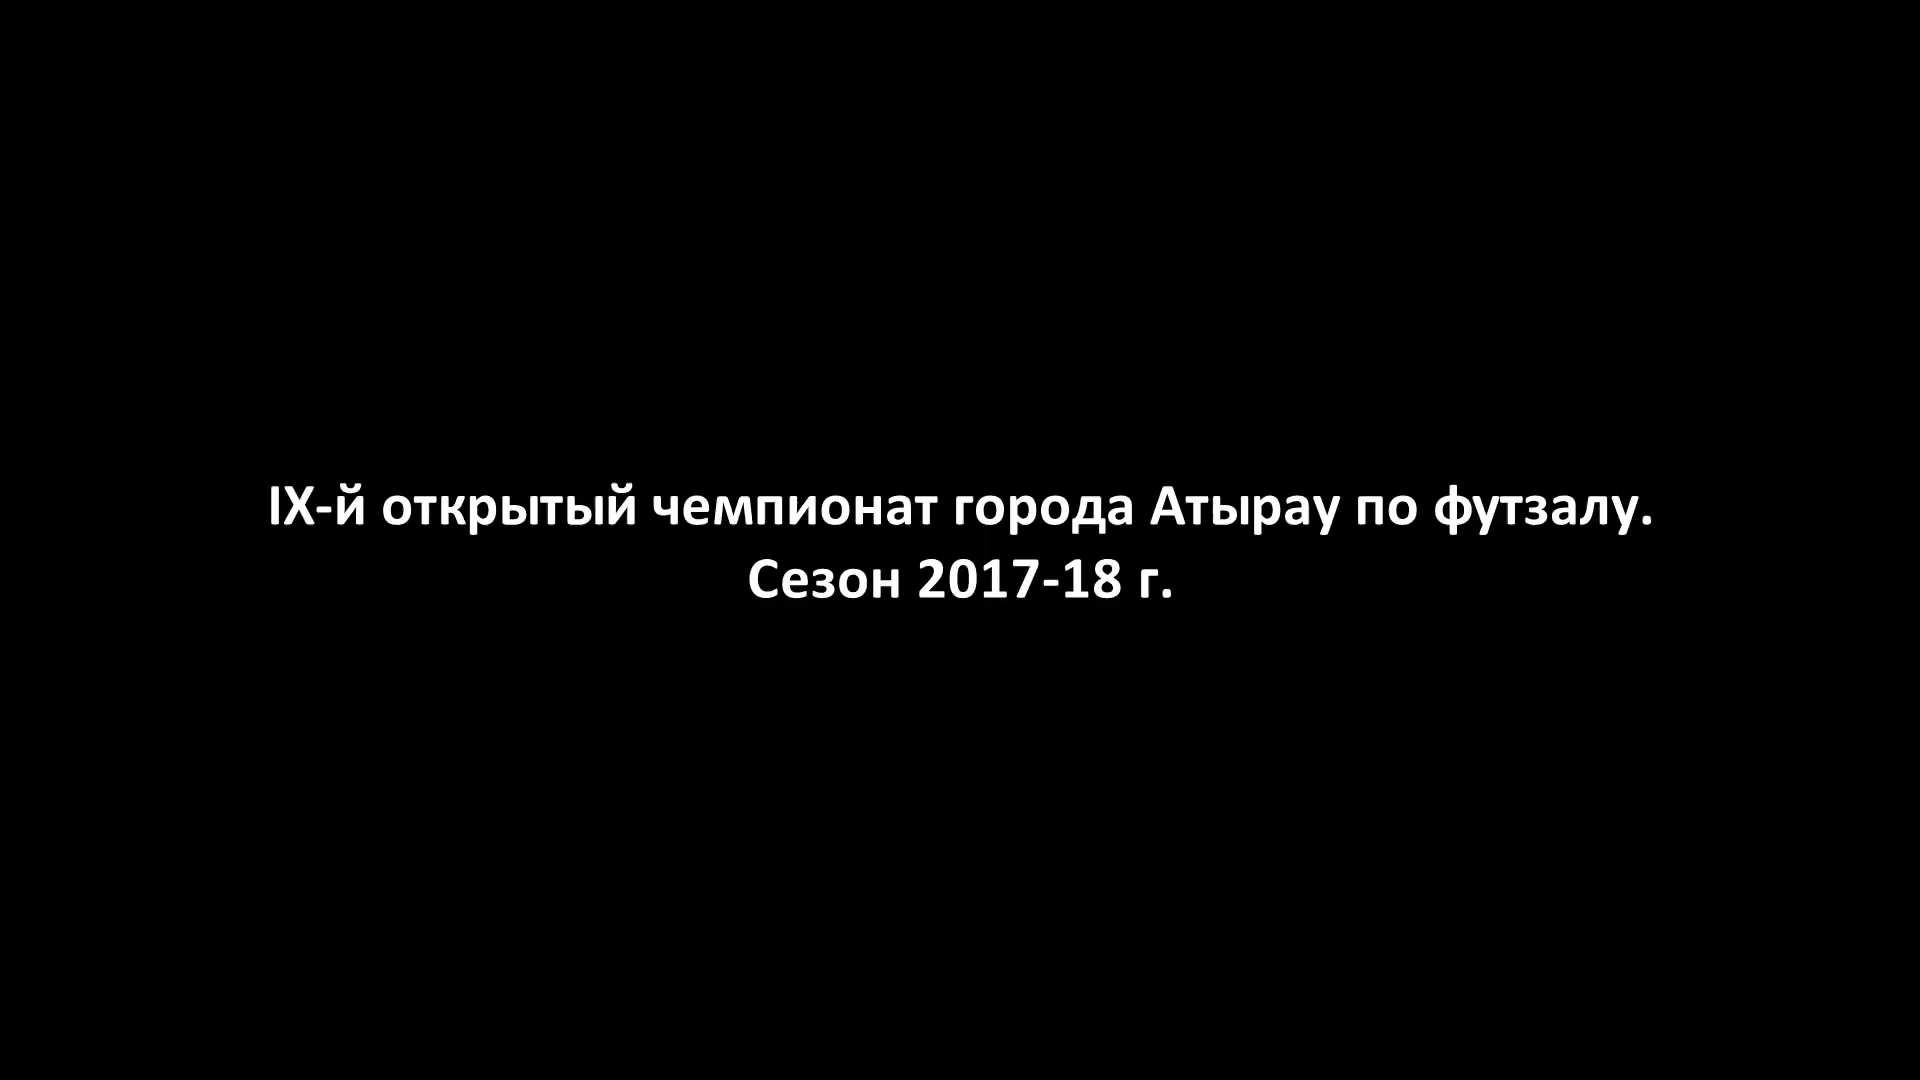 IX-й открытый чемпионат города Атырау по футзалу.
Сезон 2017-18 г.